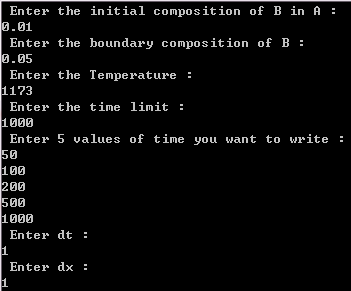 Enter the initial composition of B in A :
0.01
Enter the boundary composition of B :
0.05
Enter the Temperature :
1173
Enter the time limit :
1000
Enter 5 values of time you want to write :
50
100
200
500
1000
Enter dt :
1
Enter dx :
1